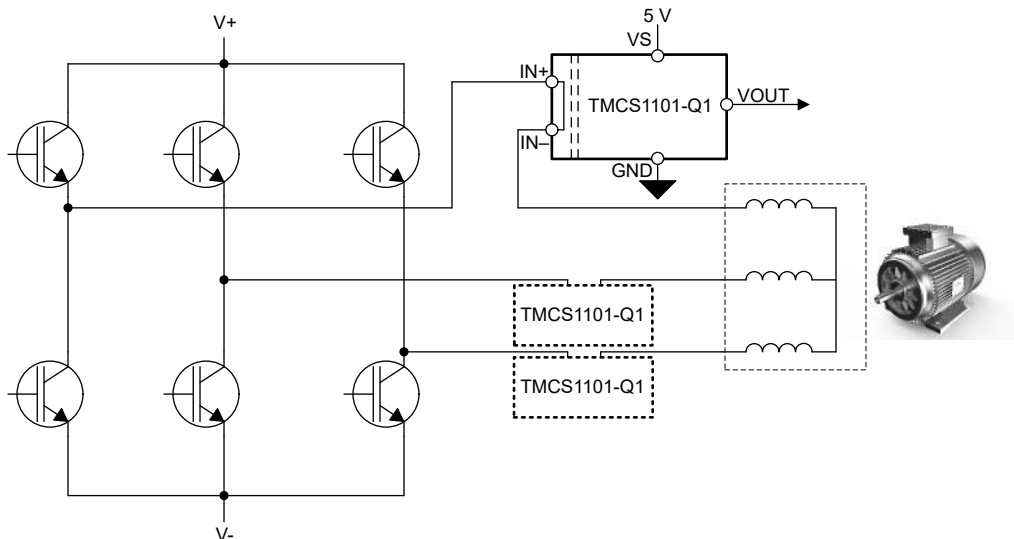 V+
5 V
VS
IN+
TMCS1101-Q1
VOUT
IN–
GND
TMCS1101-Q1
TMCS1101-Q1
V-